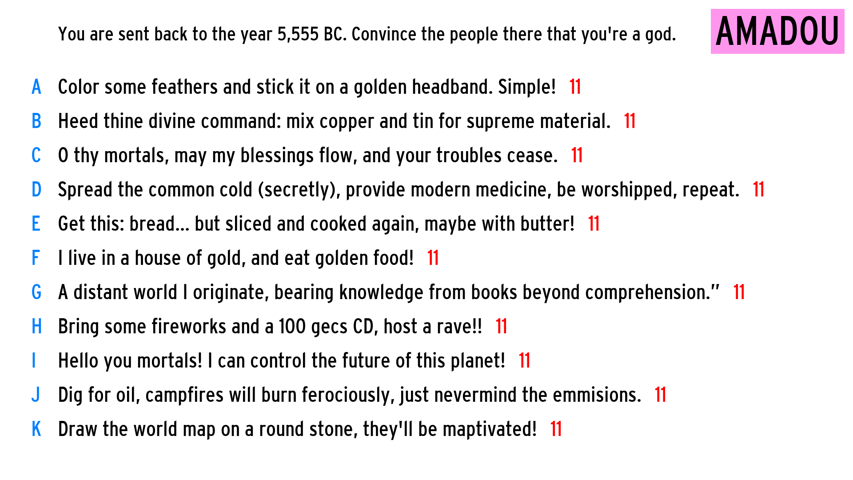 You are sent back to the year 5,555 BC. Convince the people there that you're a god. AMADOU
A Color some feathers and stick it on a golden headband. Simple! 11
B Heed thine divine command: mix copper and tin for supreme material. 11
C O thy mortals, may my blessings flow, and your troubles cease. 11
D Spread the common cold (secretly), provide modern medicine, be worshipped, repeat. 11
E Get this: bread... but sliced and cooked again, maybe with butter! 11
F I live in a house of gold, and eat golden food! 11
G A distant world I originate, bearing knowledge from books beyond comprehension.” 11
H Bring some fireworks and a 100 gecs CD, host a rave!! 11
I Hello you mortals! I can control the future of this planet! 11
J Dig for oil, campfires will burn ferociously, just nevermind the emmisions. 11
K Draw the world map on a round stone, they'll be maptivated! 11